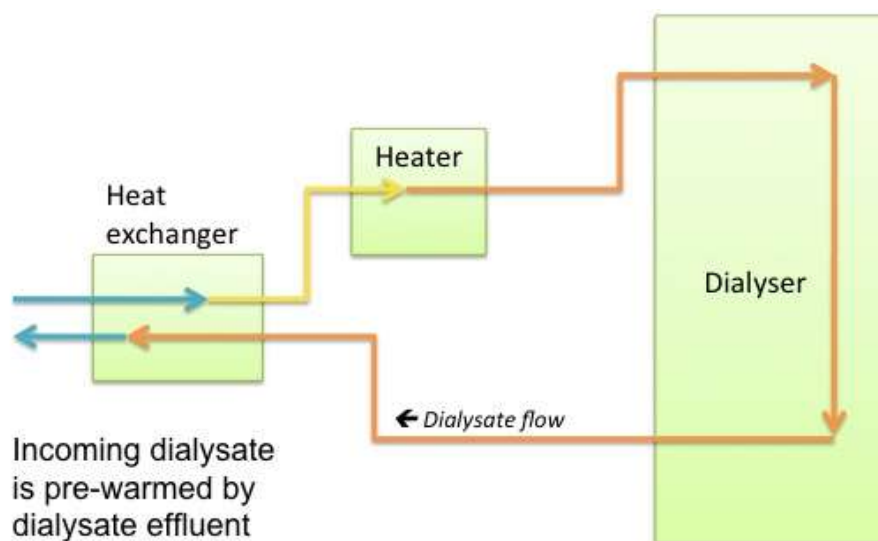 Heater
Heat
exchanger
Dialyser
← Dialysate flow
Incoming dialysate
is pre-warmed by
dialysate effluent